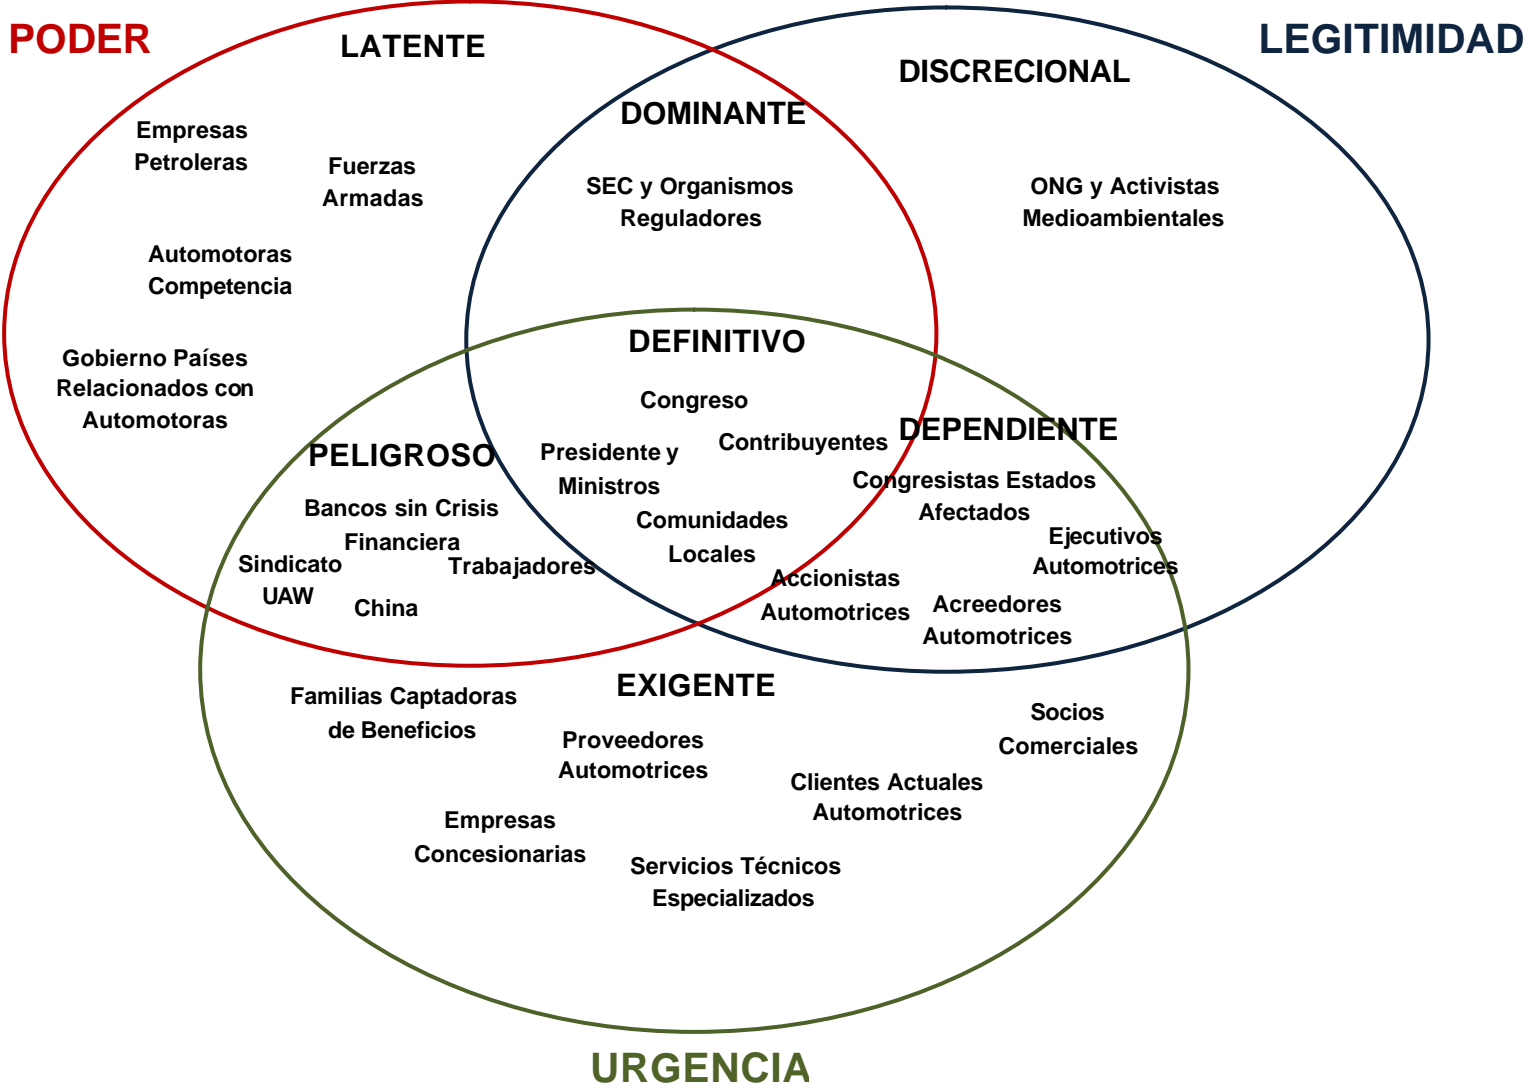 PODER
LEGITIMIDAD
LATENTE
DISCRECIONAL
DOMINANTE
Empresas
Petroleras
Fuerzas
Armadas
SEC y Organismos
Reguladores
ONG y Activistas
Medioambientales
Automotoras
Competencia
Gobierno Países
Relacionados con
Automotoras
DEFINITIVO
Congreso
Contribuyentes
Presidente y
Ministros
Comunidades
Locales
DEPENDIENTE
Congresistas Estados
Afectados
Ejecutivos
Automotrices
Accionistas
Automotrices
Acreedores
Automotrices
PELIGROSO
Bancos sin Crisis
Financiera
Sindicato
UAW
Trabajadores
China
EXIGENTE
Familias Captadoras
de Beneficios
Proveedores
Automotrices
Socios
Comerciales
Clientes Actuales
Automotrices
Empresas
Concesionarias
Servicios Técnicos
Especializados
URGENCIA